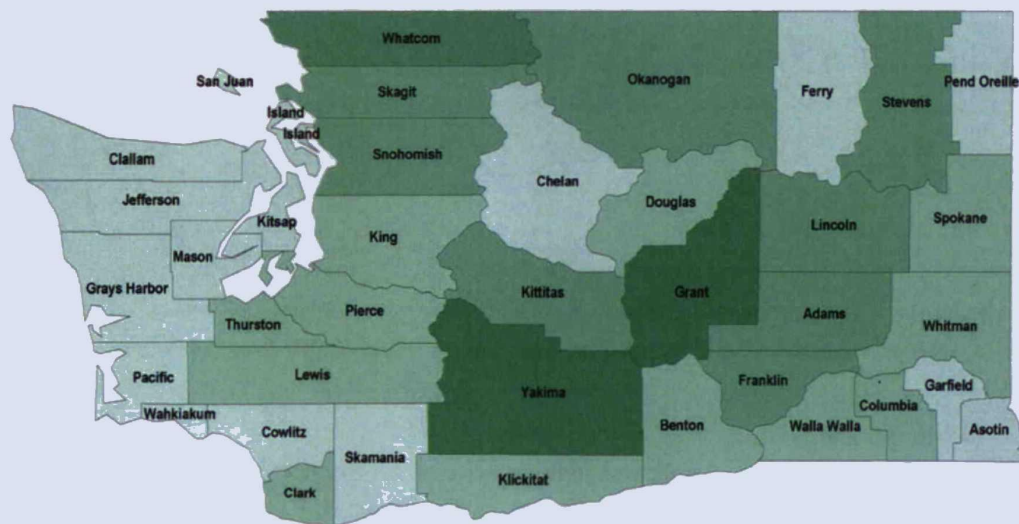 Whatcom
San Juan
Skagit
Okanogan
Ferry
Stevens
Pend Oreille
Island
Island
Snohomish
Clallam
Chelan
Jefferson
Douglas
Kitsap
King
Lincoln
Spokane
Mason
Grays Harbor
Kittitas
Grant
Pierce
Adams
Thurston
Whitman
Pacific
Lewis
Yakima
Franklin
Garfield
Wahkiakum
Columbia
Cowlitz
Benton
Walla Walla
Asotin
Skamania
Klickitat
Clark